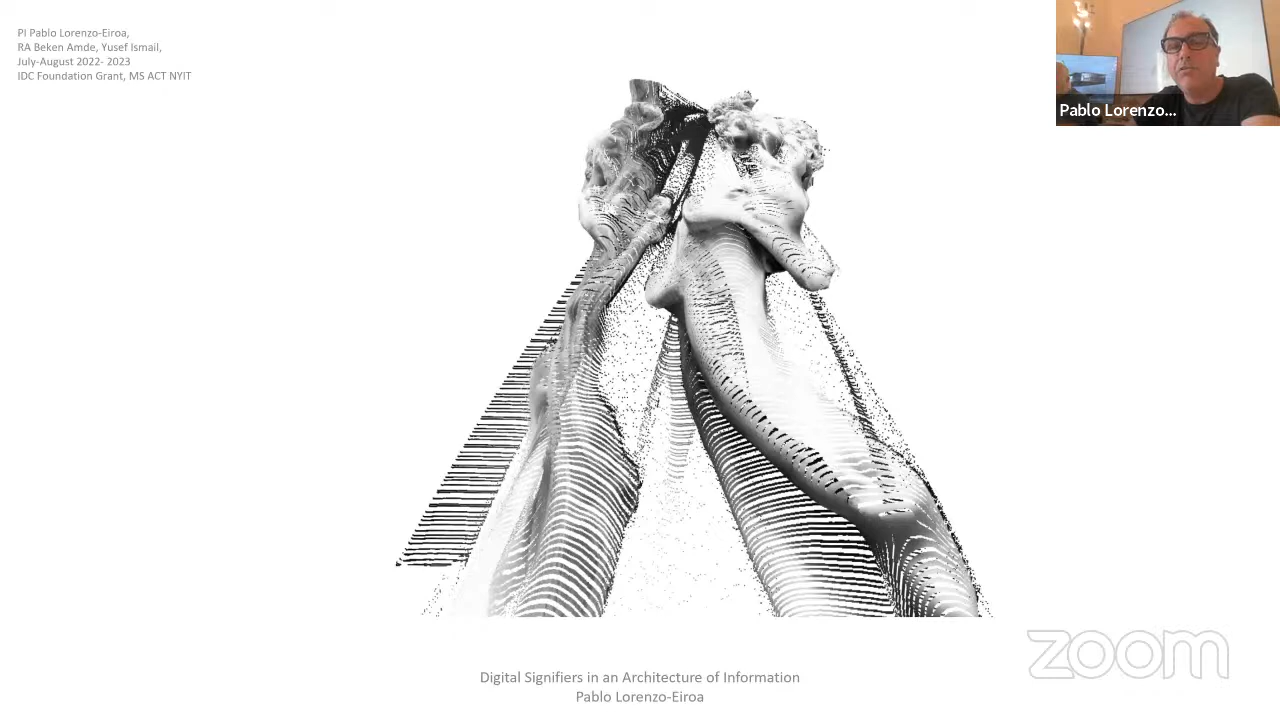 PI Pablo Lorenzo-Eiroa,
RA Beken Amde, Yusef Ismail,
July-August 2022- 2023
IDC Foundation Grant, MS ACT NYIT
Pablo Lorenzo...
zoom
Digital Signifiers in an Architecture of Information
Pablo Lorenzo-Eiroa